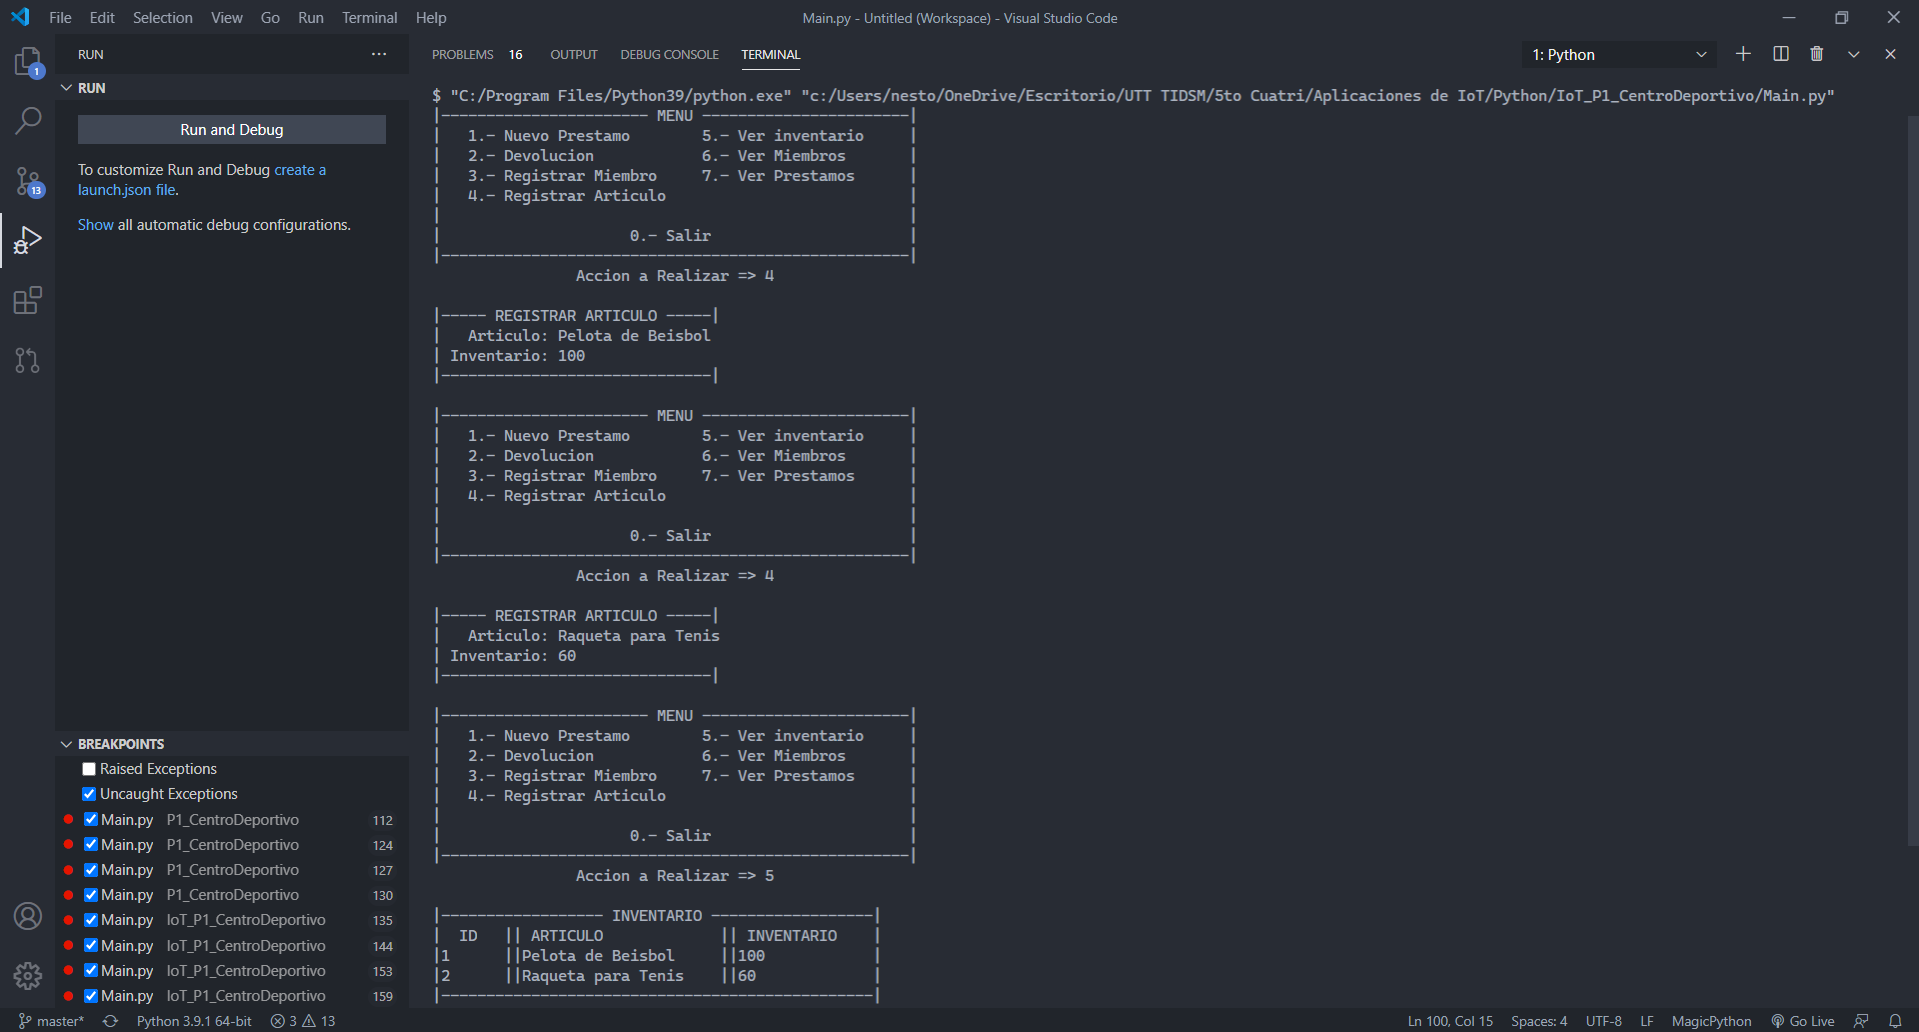 File Edit Selection View Go Run Terminal Help
Main.py - Untitled (Workspace) - Visual Studio Code
1
13
RUN
RUN
Run and Debug
To customize Run and Debug create a
launch.json file.
Show all automatic debug configurations.
BREAKPOINTS
Raised Exceptions
Uncaught Exceptions
Main.py P1_CentroDeportivo 112
Main.py P1_CentroDeportivo 124
Main.py P1_CentroDeportivo 127
Main.py P1_CentroDeportivo 130
Main.py IoT_P1_CentroDeportivo 135
Main.py IoT_P1_CentroDeportivo 144
Main.py IoT_P1_CentroDeportivo 153
Main.py IoT_P1_CentroDeportivo 159
PROBLEMS 16 OUTPUT DEBUG CONSOLE TERMINAL
1: Python
$ "C:/Program Files/Python39/python.exe" "c:/Users/nesto/OneDrive/Escritorio/UTT TIDSM/5to Cuatri/Aplicaciones de IoT/Python/IoT_P1_CentroDeportivo/Main.py"
|----------------------- MENU -----------------------|
|   1.- Nuevo Prestamo        5.- Ver inventario     |
|   2.- Devolucion            6.- Ver Miembros       |
|   3.- Registrar Miembro     7.- Ver Prestamos      |
|   4.- Registrar Articulo                           |
|                                                    |
|                     0.- Salir                      |
|----------------------------------------------------|
Accion a Realizar => 4
|----- REGISTRAR ARTICULO -----|
|   Articulo: Pelota de Beisbol
| Inventario: 100
|------------------------------|
|----------------------- MENU -----------------------|
|   1.- Nuevo Prestamo        5.- Ver inventario     |
|   2.- Devolucion            6.- Ver Miembros       |
|   3.- Registrar Miembro     7.- Ver Prestamos      |
|   4.- Registrar Articulo                           |
|                                                    |
|                     0.- Salir                      |
|----------------------------------------------------|
Accion a Realizar => 4
|----- REGISTRAR ARTICULO -----|
|   Articulo: Raqueta para Tenis
| Inventario: 60
|------------------------------|
|----------------------- MENU -----------------------|
|   1.- Nuevo Prestamo        5.- Ver inventario     |
|   2.- Devolucion            6.- Ver Miembros       |
|   3.- Registrar Miembro     7.- Ver Prestamos      |
|   4.- Registrar Articulo                           |
|                                                    |
|                     0.- Salir                      |
|----------------------------------------------------|
Accion a Realizar => 5
|------------------ INVENTARIO ------------------|
|  ID   || ARTICULO             || INVENTARIO    |
|1      ||Pelota de Beisbol     ||100            |
|2      ||Raqueta para Tenis    ||60             |
|------------------------------------------------|
master* Python 3.9.1 64-bit 3 13 Ln 100, Col 15 Spaces: 4 UTF-8 LF MagicPython Go Live